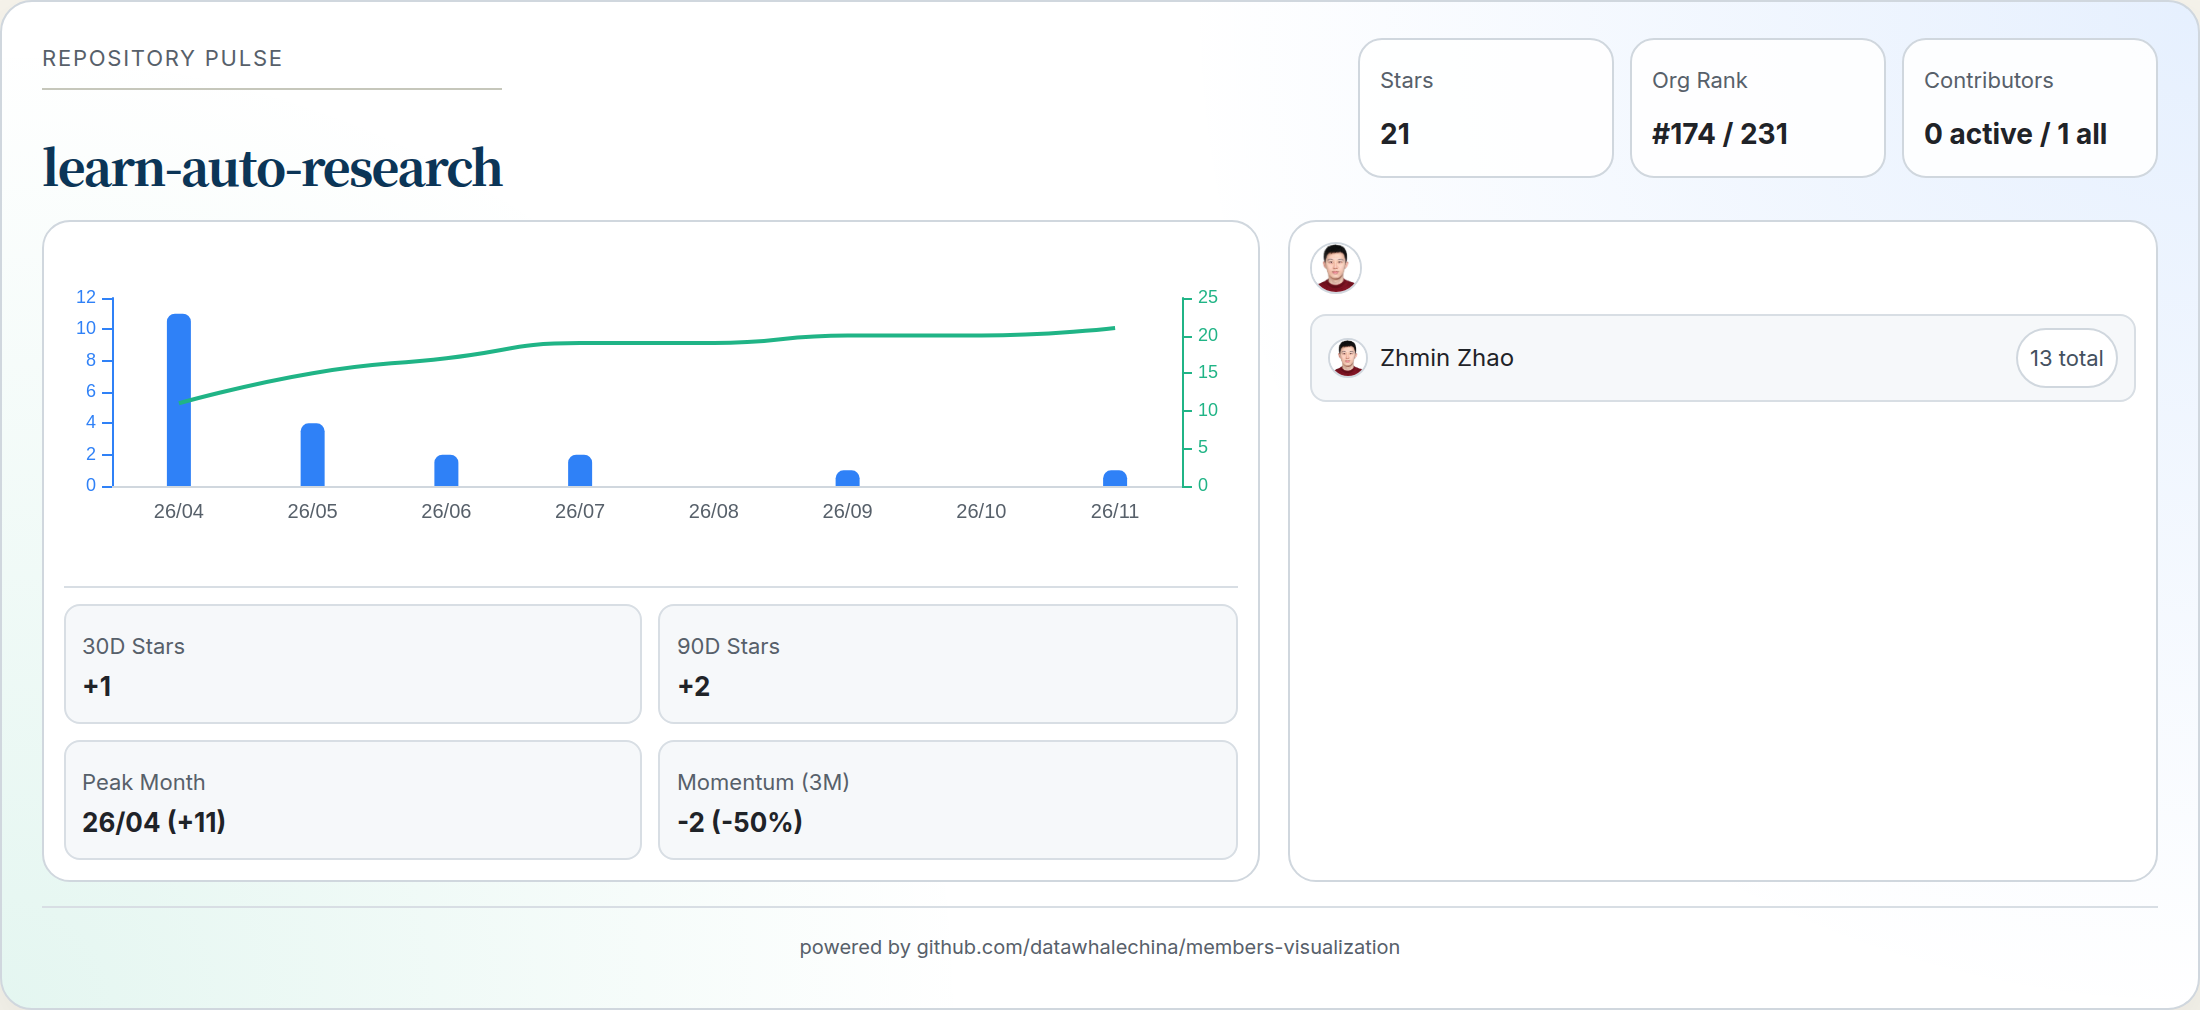 REPOSITORY PULSE
learn-auto-research
Stars
21
Org Rank
#174 / 231
Contributors
0 active / 1 all
12
10
8
6
4
2
0
25
20
15
10
5
0
26/04
26/05
26/06
26/07
26/08
26/09
26/10
26/11
30D Stars
+1
90D Stars
+2
Peak Month
26/04 (+11)
Momentum (3M)
-2 (-50%)
Zhmin Zhao
13 total
powered by github.com/datawhalechina/members-visualization